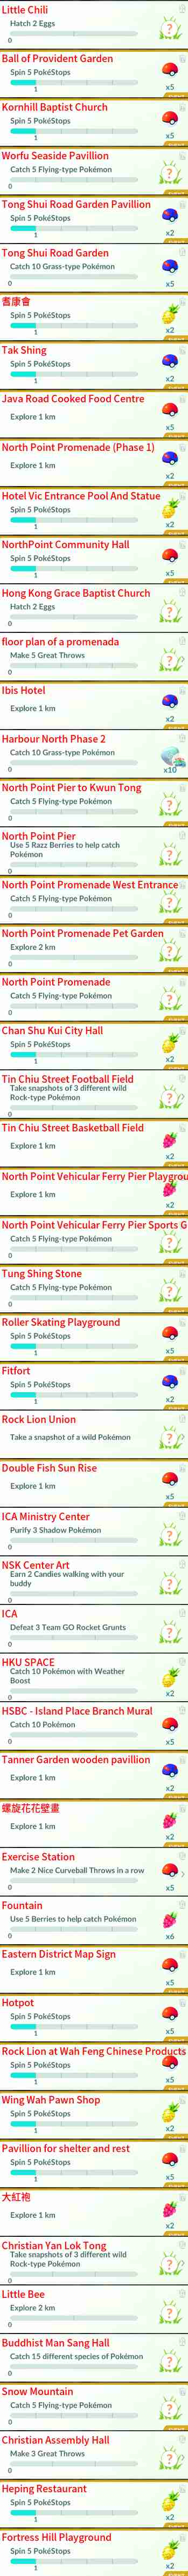 Little Chili
Hatch 2 Eggs
0
Ball of Provident Garden
Spin 5 PokéStops
1
x5
Kornhill Baptist Church
Spin 5 PokéStops
1
x5
Worfu Seaside Pavillion
Catch 5 Flying-type Pokémon
0
Tong Shui Road Garden Pavillion
Spin 5 PokéStops
1
x2
Tong Shui Road Garden
Catch 10 Grass-type Pokémon
0
x5
耆康會
Spin 5 PokéStops
1
x2
Tak Shing
Spin 5 PokéStops
1
x2
Java Road Cooked Food Centre
Explore 1 km
x5
North Point Promenade (Phase 1)
Explore 1 km
x2
Hotel Vic Entrance Pool And Statue
Spin 5 PokéStops
1
x2
NorthPoint Community Hall
Spin 5 PokéStops
1
x5
Hong Kong Grace Baptist Church
Hatch 2 Eggs
0
floor plan of a promenada
Make 5 Great Throws
0
Ibis Hotel
Explore 1 km
x2
Harbour North Phase 2
Catch 10 Grass-type Pokémon
0
x10
North Point Pier to Kwun Tong
Catch 5 Flying-type Pokémon
0
North Point Pier
Use 5 Razz Berries to help catch
Pokémon
0
North Point Promenade West Entrance
Catch 5 Flying-type Pokémon
0
North Point Promenade Pet Garden
Explore 2 km
0
North Point Promenade
Catch 5 Flying-type Pokémon
0
Chan Shu Kui City Hall
Spin 5 PokéStops
1
x2
Tin Chiu Street Football Field
Take snapshots of 3 different wild
Rock-type Pokémon
0
Tin Chiu Street Basketball Field
Explore 1 km
x2
North Point Vehicular Ferry Pier Playgrou
Explore 1 km
x2
North Point Vehicular Ferry Pier Sports G
Catch 5 Flying-type Pokémon
0
Tung Shing Stone
Catch 5 Flying-type Pokémon
0
Roller Skating Playground
Spin 5 PokéStops
1
x5
Fitfort
Spin 5 PokéStops
1
x2
Rock Lion Union
Take a snapshot of a wild Pokémon
Double Fish Sun Rise
Explore 1 km
x5
ICA Ministry Center
Purify 3 Shadow Pokémon
0
NSK Center Art
Earn 2 Candies walking with your
buddy
0
ICA
Defeat 3 Team GO Rocket Grunts
0
HKU SPACE
Catch 10 Pokémon with Weather
Boost
0
x2
HSBC - Island Place Branch Mural
Catch 10 Pokémon
0
x5
Tanner Garden wooden pavillion
Explore 1 km
x2
螺旋花花壁畫
Explore 1 km
x2
Exercise Station
Make 2 Nice Curveball Throws in a row
0
x5
Fountain
Use 5 Berries to help catch Pokémon
0
x6
Eastern District Map Sign
Explore 1 km
x5
Hotpot
Explore 1 km
x5
Rock Lion at Wah Feng Chinese Products
Spin 5 PokéStops
1
x5
Wing Wah Pawn Shop
Spin 5 PokéStops
1
x2
Pavillion for shelter and rest
Spin 5 PokéStops
1
x5
大紅袍
Explore 1 km
x2
Christian Yan Lok Tong
Take snapshots of 3 different wild
Rock-type Pokémon
0
Little Bee
Explore 2 km
0
Buddhist Man Sang Hall
Catch 15 different species of Pokémon
0
Snow Mountain
Catch 5 Flying-type Pokémon
0
Christian Assembly Hall
Make 3 Great Throws
0
Heping Restaurant
Spin 5 PokéStops
1
x2
Fortress Hill Playground
Spin 5 PokéStops
1
x2